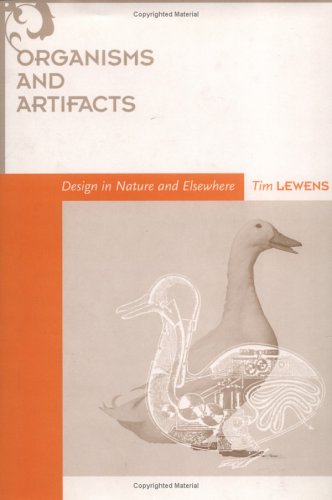 Copyrighted Material
ORGANISMS
AND
ARTIFACTS
Design in Nature and Elsewhere Tim LEWENS
Copyrighted Material